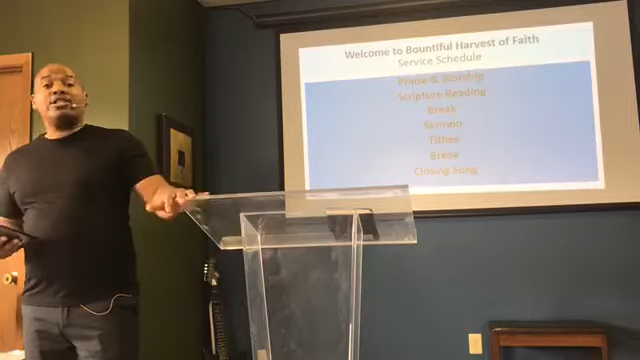 Welcome to Bountiful Harvest of Faith
Service Schedule
Praise & Worship
Scripture Reading
Break
Sermon
Tithes
Break
Closing Song